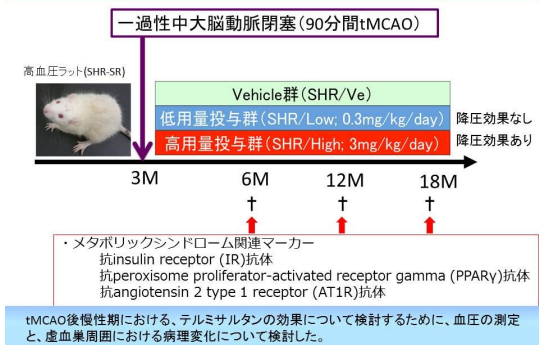 一過性中大脳動脈閉塞(90分間tMCAO)
高血圧ラット(SHR-SR)
Vehicle群(SHR/Ve)
低用量投与群(SHR/Low; 0.3mg/kg/day) 降圧効果なし
高用量投与群(SHR/High; 3mg/kg/day) 降圧効果あり
3M 6M 12M 18M
† † †
・メタボリックシンドローム関連マーカー
抗insulin receptor (IR)抗体
抗peroxisome proliferator-activated receptor gamma (PPARγ)抗体
抗angiotensin 2 type 1 receptor (AT1R)抗体
tMCAO後慢性期における、テルミサルタンの効果について検討するために、血圧の測定
と、虚血巣周囲における病理変化について検討した。